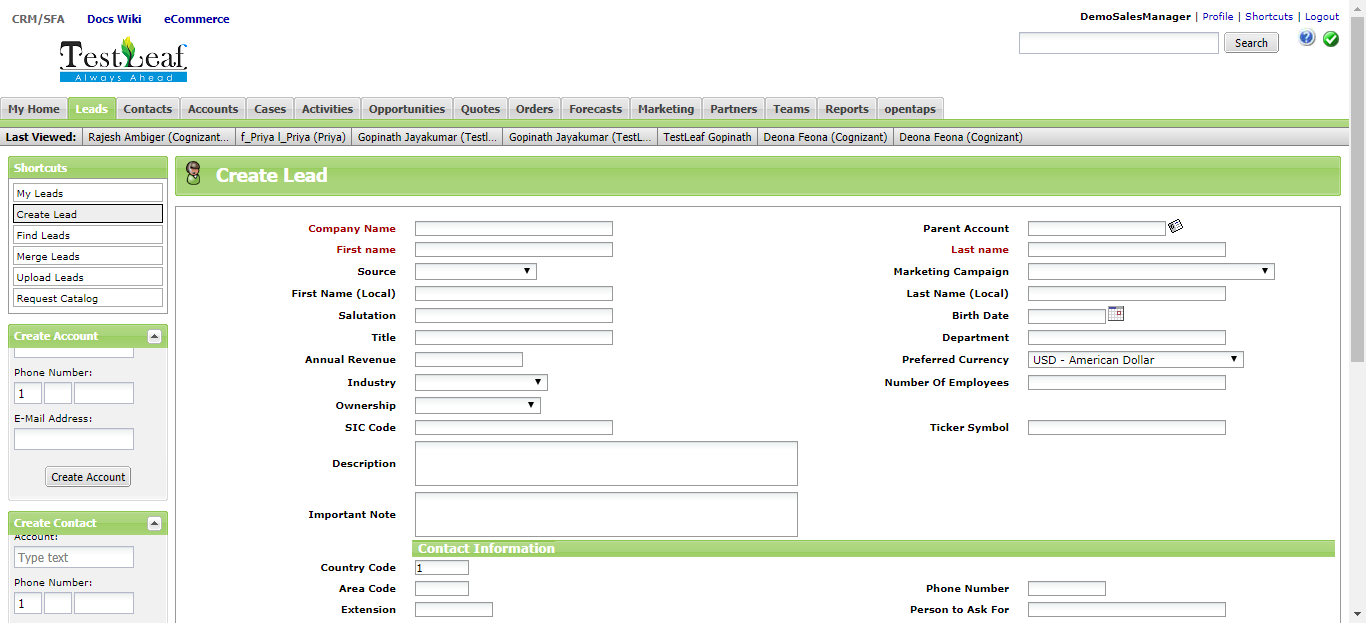 CRM/SFA Docs Wiki eCommerce
DemoSalesManager | Profile | Shortcuts | Logout
TestLeaf
Always Ahead
Search
My Home Leads Contacts Accounts Cases Activities Opportunities Quotes Orders Forecasts Marketing Partners Teams Reports opentaps
Last Viewed: Rajesh Ambiger (Cognizant... f_Priya l_Priya (Priya) Gopinath Jayakumar (Testl... Gopinath Jayakumar (TestL... TestLeaf Gopinath Deona Feona (Cognizant) Deona Feona (Cognizant)
Shortcuts
My Leads
Create Lead
Find Leads
Merge Leads
Upload Leads
Request Catalog
Create Account
Phone Number:
1
E-Mail Address:
Create Account
Create Contact
Account:
Type text
Phone Number:
1
Create Lead
Company Name Parent Account
First name Last name
Source Marketing Campaign
First Name (Local) Last Name (Local)
Salutation Birth Date
Title Department
Annual Revenue Preferred Currency USD - American Dollar
Industry Number Of Employees
Ownership
SIC Code Ticker Symbol
Description
Important Note
Contact Information
Country Code 1
Area Code Phone Number
Extension Person to Ask For